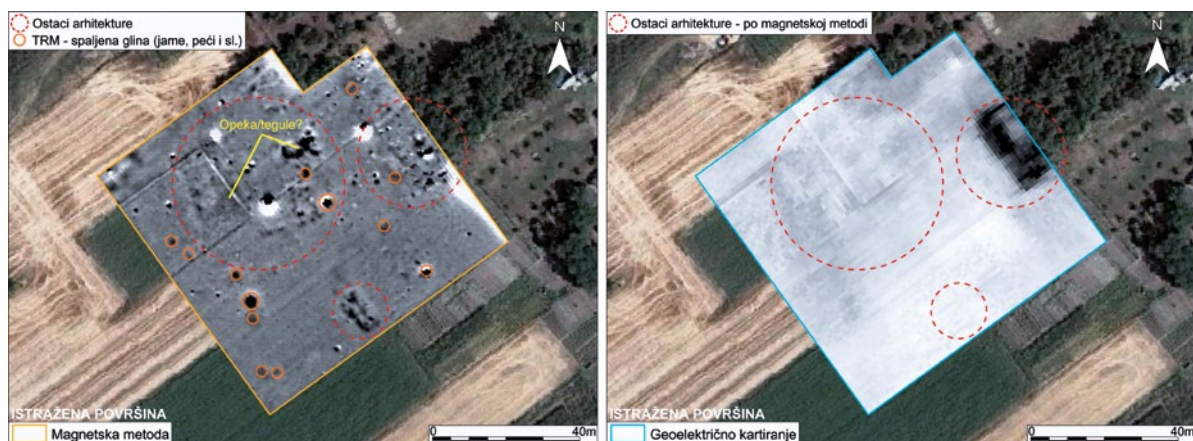 Ostaci arhitekture
TRM - spaljena glina (jame, peći i sl.)
N
Opeka/tegule?
ISTRAŽENA POVRŠINA
Magnetska metoda
0 40m
Ostaci arhitekture - po magnetskoj metodi
N
ISTRAŽENA POVRŠINA
Geoelektrično kartiranje
0 40m